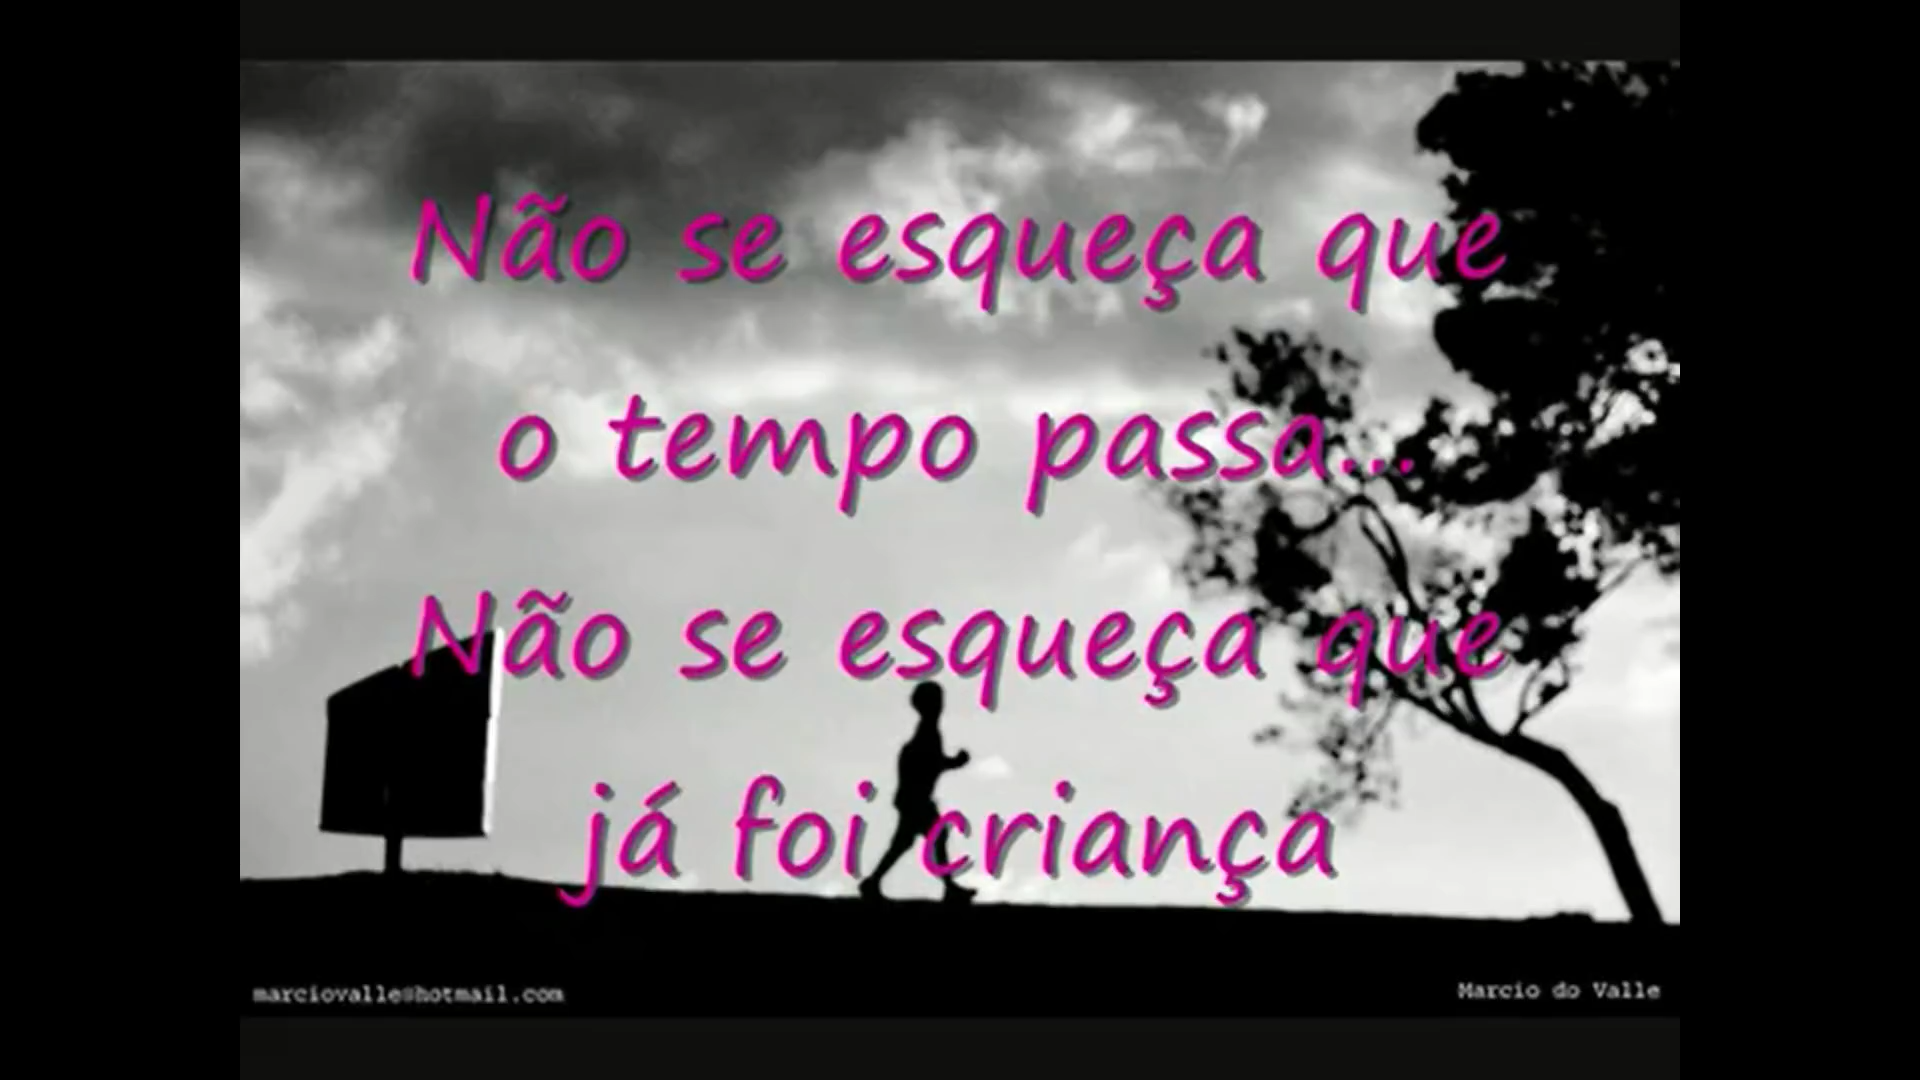 Não se esqueça que
o tempo passa...
Não se esqueça que
já foi criança
marciovalle@hotmail.com
Marcio do Valle